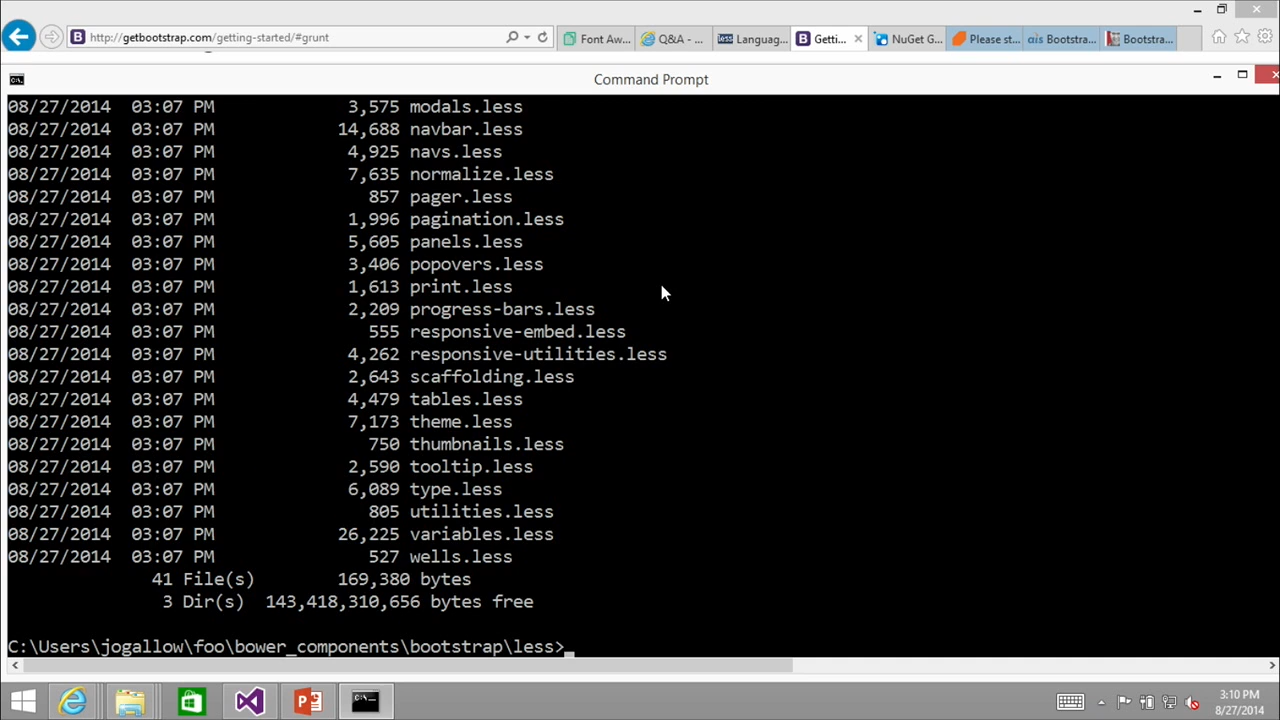 http://getbootstrap.com/getting-started/#grunt
Font Aw...
Q&A - ...
Languag...
Getti...
NuGet G...
Please st...
Bootstra...
Bootstra...
Command Prompt
08/27/2014 03:07 PM 3,575 modals.less
08/27/2014 03:07 PM 14,688 navbar.less
08/27/2014 03:07 PM 4,925 navs.less
08/27/2014 03:07 PM 7,635 normalize.less
08/27/2014 03:07 PM 857 pager.less
08/27/2014 03:07 PM 1,996 pagination.less
08/27/2014 03:07 PM 5,605 panels.less
08/27/2014 03:07 PM 3,406 popovers.less
08/27/2014 03:07 PM 1,613 print.less
08/27/2014 03:07 PM 2,209 progress-bars.less
08/27/2014 03:07 PM 555 responsive-embed.less
08/27/2014 03:07 PM 4,262 responsive-utilities.less
08/27/2014 03:07 PM 2,643 scaffolding.less
08/27/2014 03:07 PM 4,479 tables.less
08/27/2014 03:07 PM 7,173 theme.less
08/27/2014 03:07 PM 750 thumbnails.less
08/27/2014 03:07 PM 2,590 tooltip.less
08/27/2014 03:07 PM 6,089 type.less
08/27/2014 03:07 PM 805 utilities.less
08/27/2014 03:07 PM 26,225 variables.less
08/27/2014 03:07 PM 527 wells.less
41 File(s) 169,380 bytes
3 Dir(s) 143,418,310,656 bytes free
C:\Users\jogallow\foo\bower_components\bootstrap\less>
3:10 PM
8/27/2014